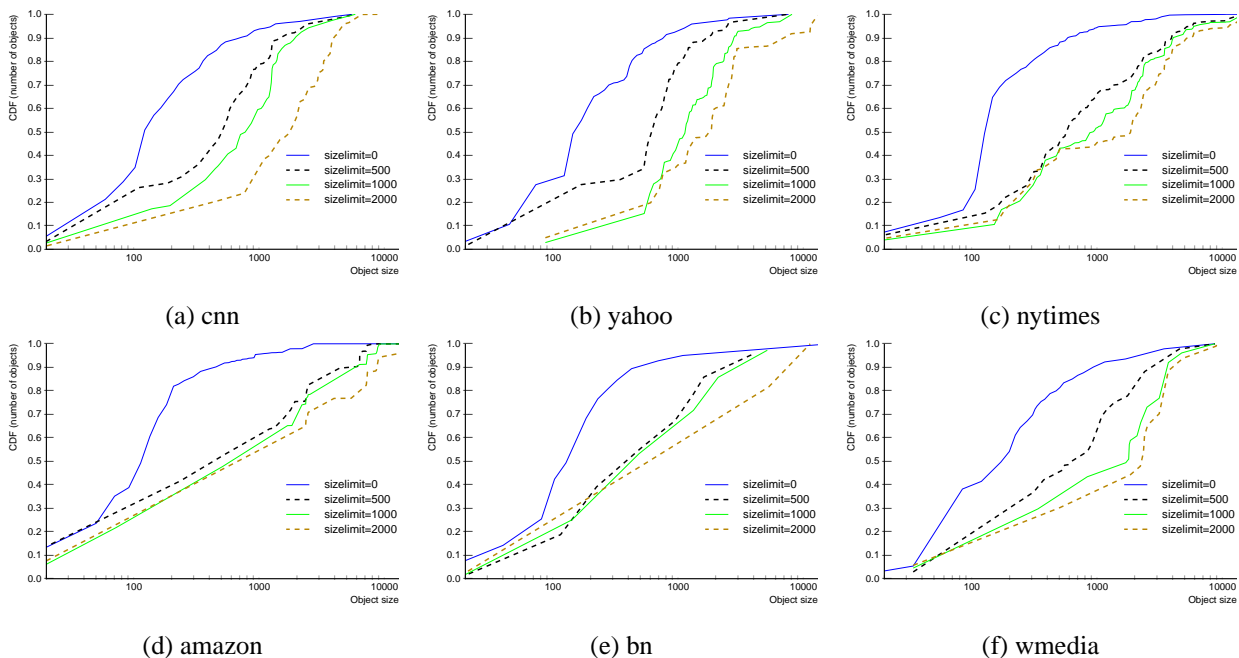 CDF (number of objects)
1.0
0.9
0.8
0.7
0.6
0.5
0.4
0.3
0.2
0.1
0.0
sizelimit=0
sizelimit=500
sizelimit=1000
sizelimit=2000
100 1000 10000
Object size
(a) cnn
CDF (number of objects)
1.0
0.9
0.8
0.7
0.6
0.5
0.4
0.3
0.2
0.1
0.0
sizelimit=0
sizelimit=500
sizelimit=1000
sizelimit=2000
100 1000 10000
Object size
(b) yahoo
CDF (number of objects)
1.0
0.9
0.8
0.7
0.6
0.5
0.4
0.3
0.2
0.1
0.0
sizelimit=0
sizelimit=500
sizelimit=1000
sizelimit=2000
100 1000 10000
Object size
(c) nytimes
CDF (number of objects)
1.0
0.9
0.8
0.7
0.6
0.5
0.4
0.3
0.2
0.1
0.0
sizelimit=0
sizelimit=500
sizelimit=1000
sizelimit=2000
100 1000 10000
Object size
(d) amazon
CDF (number of objects)
1.0
0.9
0.8
0.7
0.6
0.5
0.4
0.3
0.2
0.1
0.0
sizelimit=0
sizelimit=500
sizelimit=1000
sizelimit=2000
100 1000 10000
Object size
(e) bn
CDF (number of objects)
1.0
0.9
0.8
0.7
0.6
0.5
0.4
0.3
0.2
0.1
0.0
sizelimit=0
sizelimit=500
sizelimit=1000
sizelimit=2000
100 1000 10000
Object size
(f) wmedia